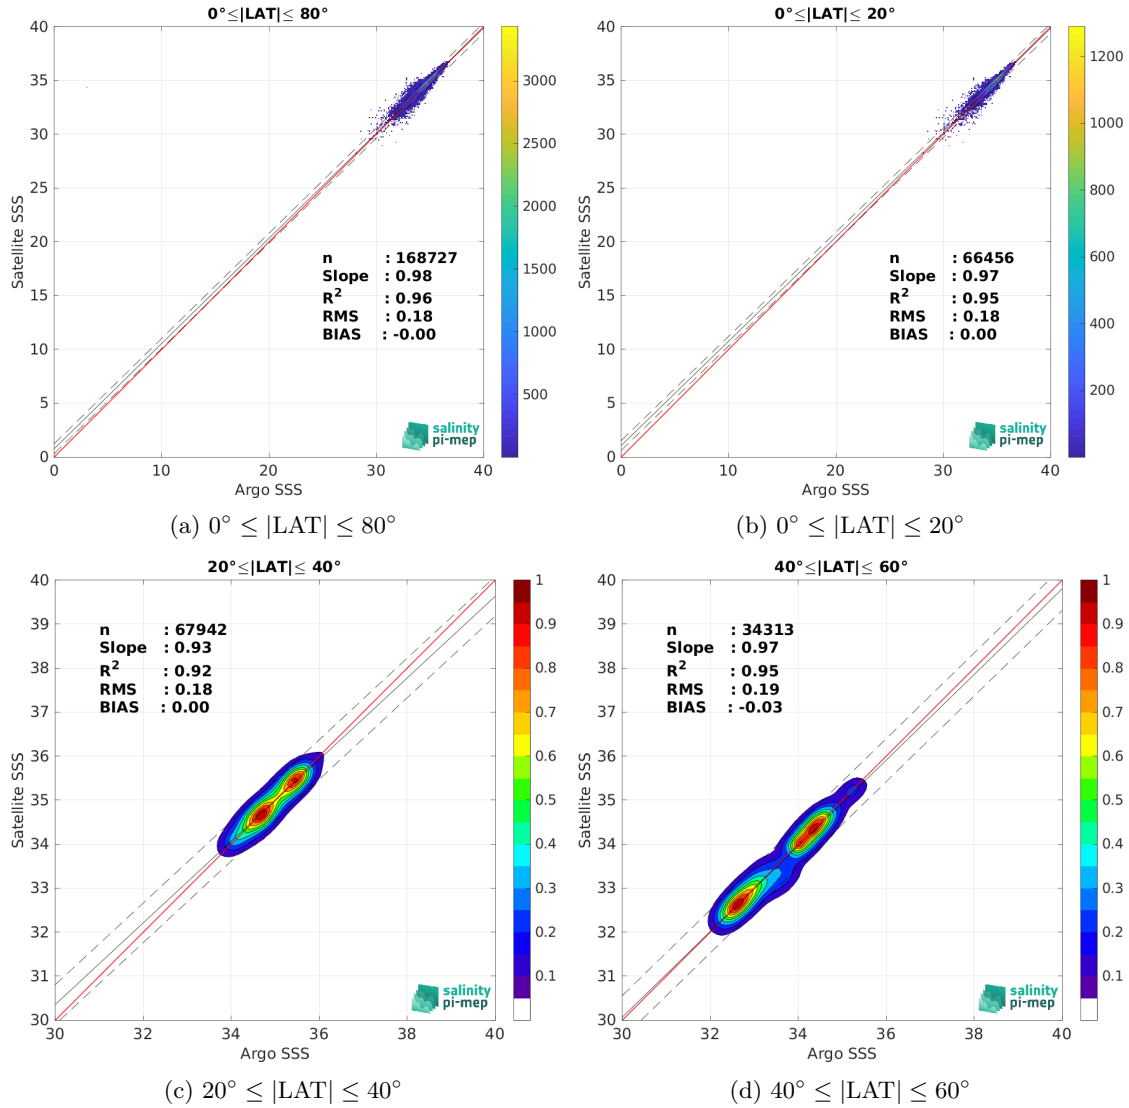 0°≤|LAT|≤ 80°
40
35
30
25
20
15
10
5
0
0
10
20
30
40
Satellite SSS
Argo SSS
n : 168727
Slope : 0.98
R² : 0.96
RMS : 0.18
BIAS : -0.00
salinity
pi-mep
3000
2500
2000
1500
1000
500
(a) 0° ≤ |LAT| ≤ 80°
0°≤|LAT|≤ 20°
40
35
30
25
20
15
10
5
0
0
10
20
30
40
Satellite SSS
Argo SSS
n : 66456
Slope : 0.97
R² : 0.95
RMS : 0.18
BIAS : 0.00
salinity
pi-mep
1200
1000
800
600
400
200
(b) 0° ≤ |LAT| ≤ 20°
20°≤|LAT|≤ 40°
40
39
38
37
36
35
34
33
32
31
30
30
32
34
36
38
40
Satellite SSS
Argo SSS
n : 67942
Slope : 0.93
R² : 0.92
RMS : 0.18
BIAS : 0.00
salinity
pi-mep
1
0.9
0.8
0.7
0.6
0.5
0.4
0.3
0.2
0.1
(c) 20° ≤ |LAT| ≤ 40°
40°≤|LAT|≤ 60°
40
39
38
37
36
35
34
33
32
31
30
30
32
34
36
38
40
Satellite SSS
Argo SSS
n : 34313
Slope : 0.97
R² : 0.95
RMS : 0.19
BIAS : -0.03
salinity
pi-mep
1
0.9
0.8
0.7
0.6
0.5
0.4
0.3
0.2
0.1
(d) 40° ≤ |LAT| ≤ 60°